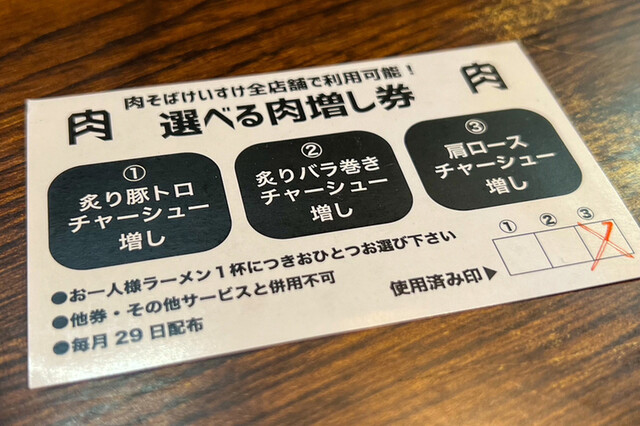 肉そばけいすけ全店舗で利用可能！
肉 選べる肉増し券 肉
①
炙り豚トロ
チャーシュー
増し
②
炙りバラ巻き
チャーシュー
増し
③
肩ロース
チャーシュー
増し
●お一人様ラーメン１杯につきおひとつお選び下さい
●他券・その他サービスと併用不可
●毎月29日配布
① ② ③
使用済み印▶